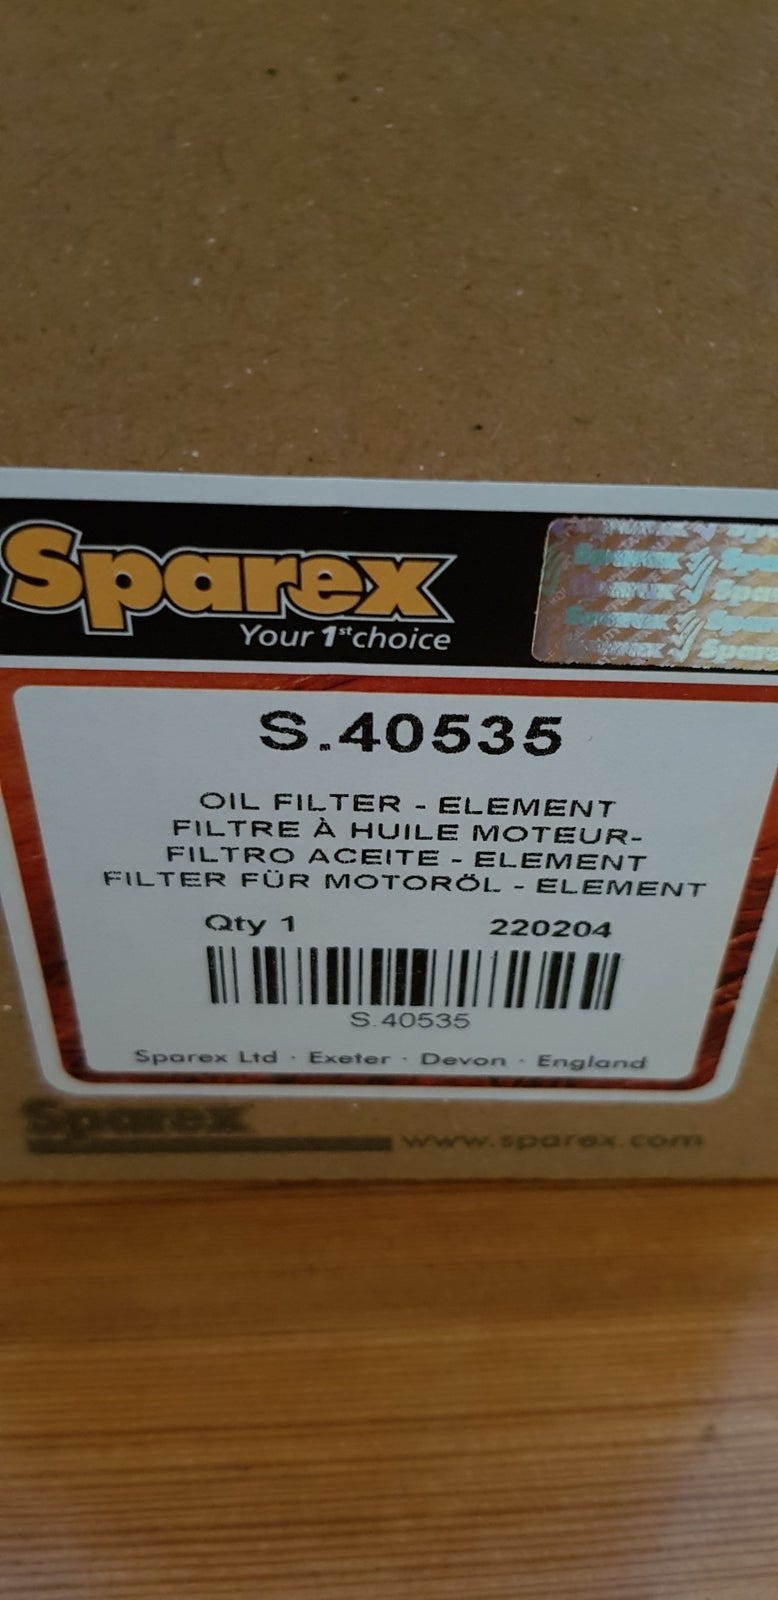 Sparex
Your 1st choice
S.40535
OIL FILTER - ELEMENT
FILTRE À HUILE MOTEUR-
FILTRO ACEITE - ELEMENT
FILTER FÜR MOTORÖL - ELEMENT
Qty 1 220204
S.40535
Sparex Ltd · Exeter · Devon · England
Sparex
www.sparex.com